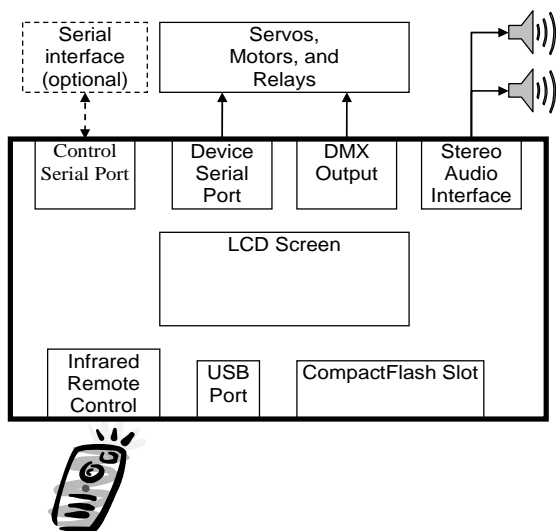 Serial
interface
(optional)
Servos,
Motors, and
Relays
Control
Serial Port
Device
Serial
Port
DMX
Output
Stereo
Audio
Interface
LCD Screen
Infrared
Remote
Control
USB
Port
CompactFlash Slot